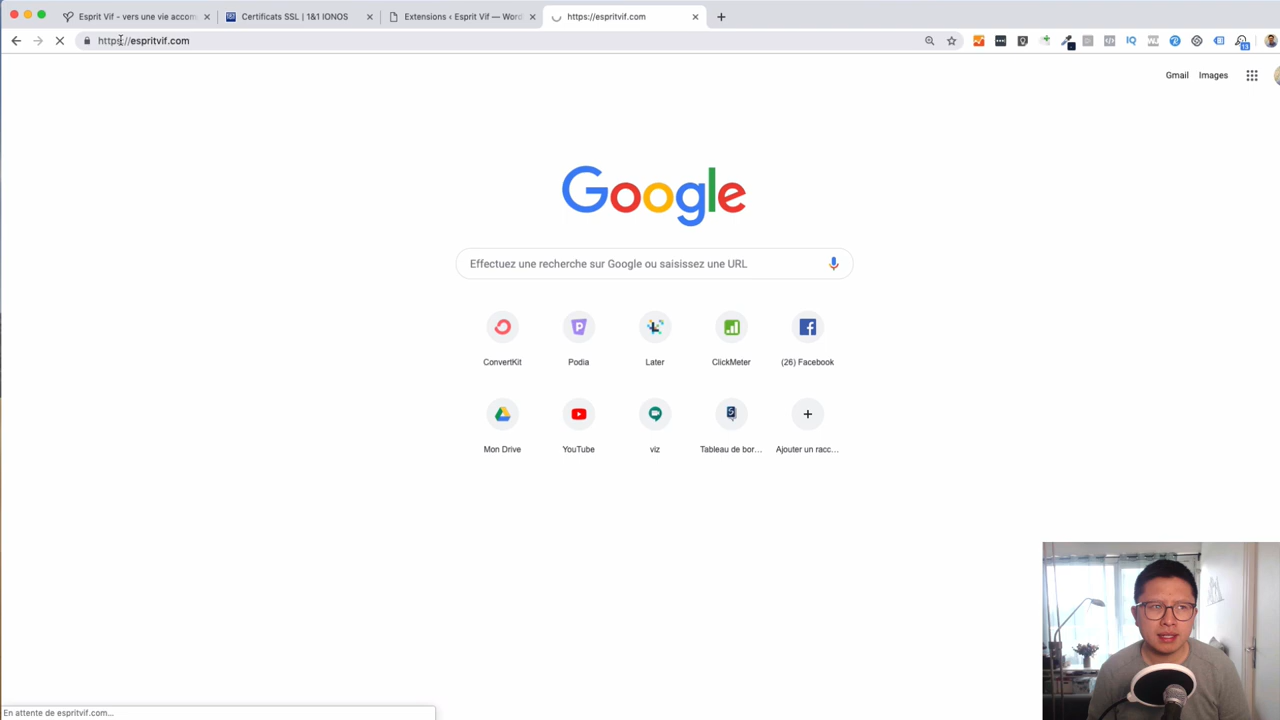 Esprit Vif - vers une vie accom
Certificats SSL | 1&1 IONOS
Extensions ‹ Esprit Vif — Word
https://espritvif.com
https://espritvif.com
Gmail
Images
Google
Effectuez une recherche sur Google ou saisissez une URL
ConvertKit
Podia
Later
ClickMeter
(26) Facebook
Mon Drive
YouTube
viz
Tableau de bor...
Ajouter un racc...
En attente de espritvif.com...